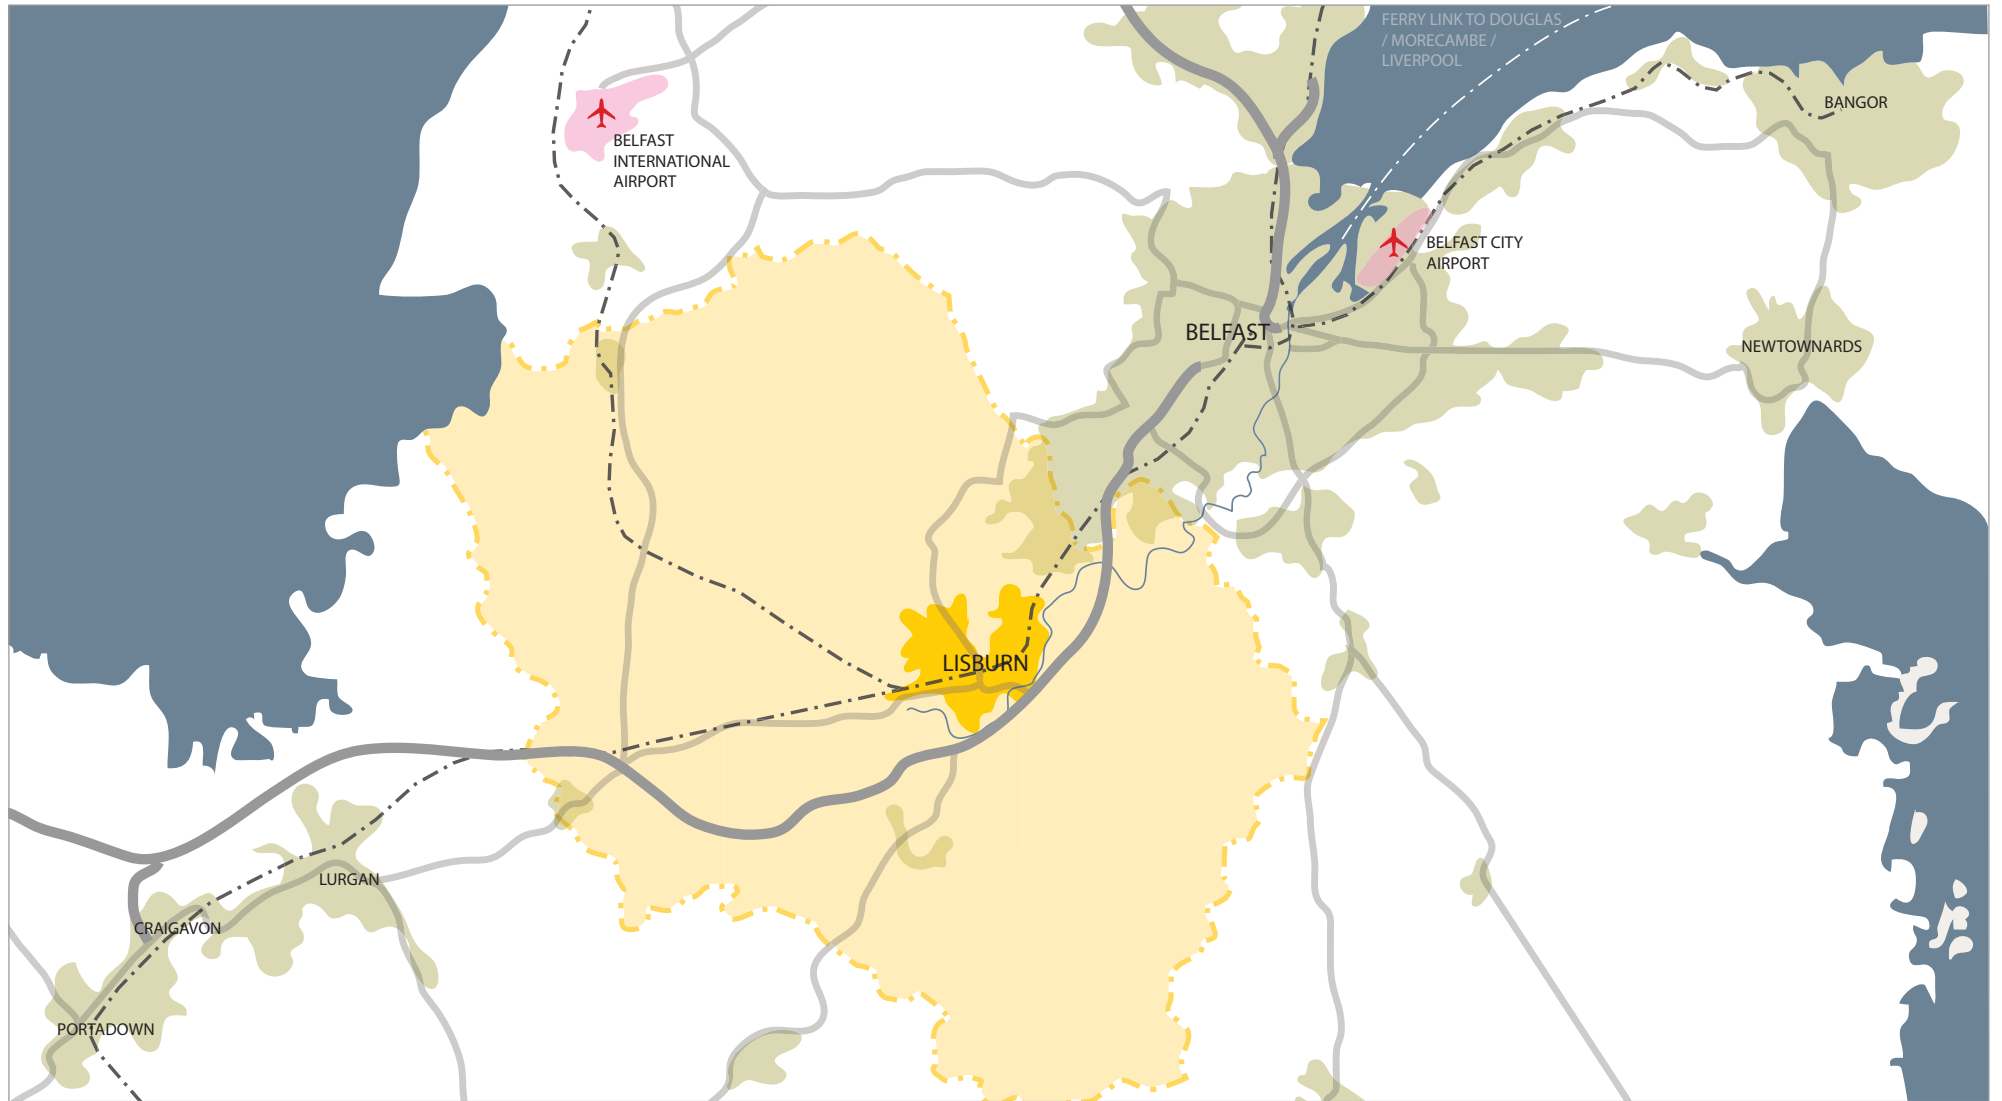 FERRY LINK TO DOUGLAS
/ MORECAMBE /
LIVERPOOL
BANGOR
BELFAST
INTERNATIONAL
AIRPORT
BELFAST CITY
AIRPORT
BELFAST
NEWTOWNARDS
LISBURN
LURGAN
CRAIGAVON
PORTADOWN